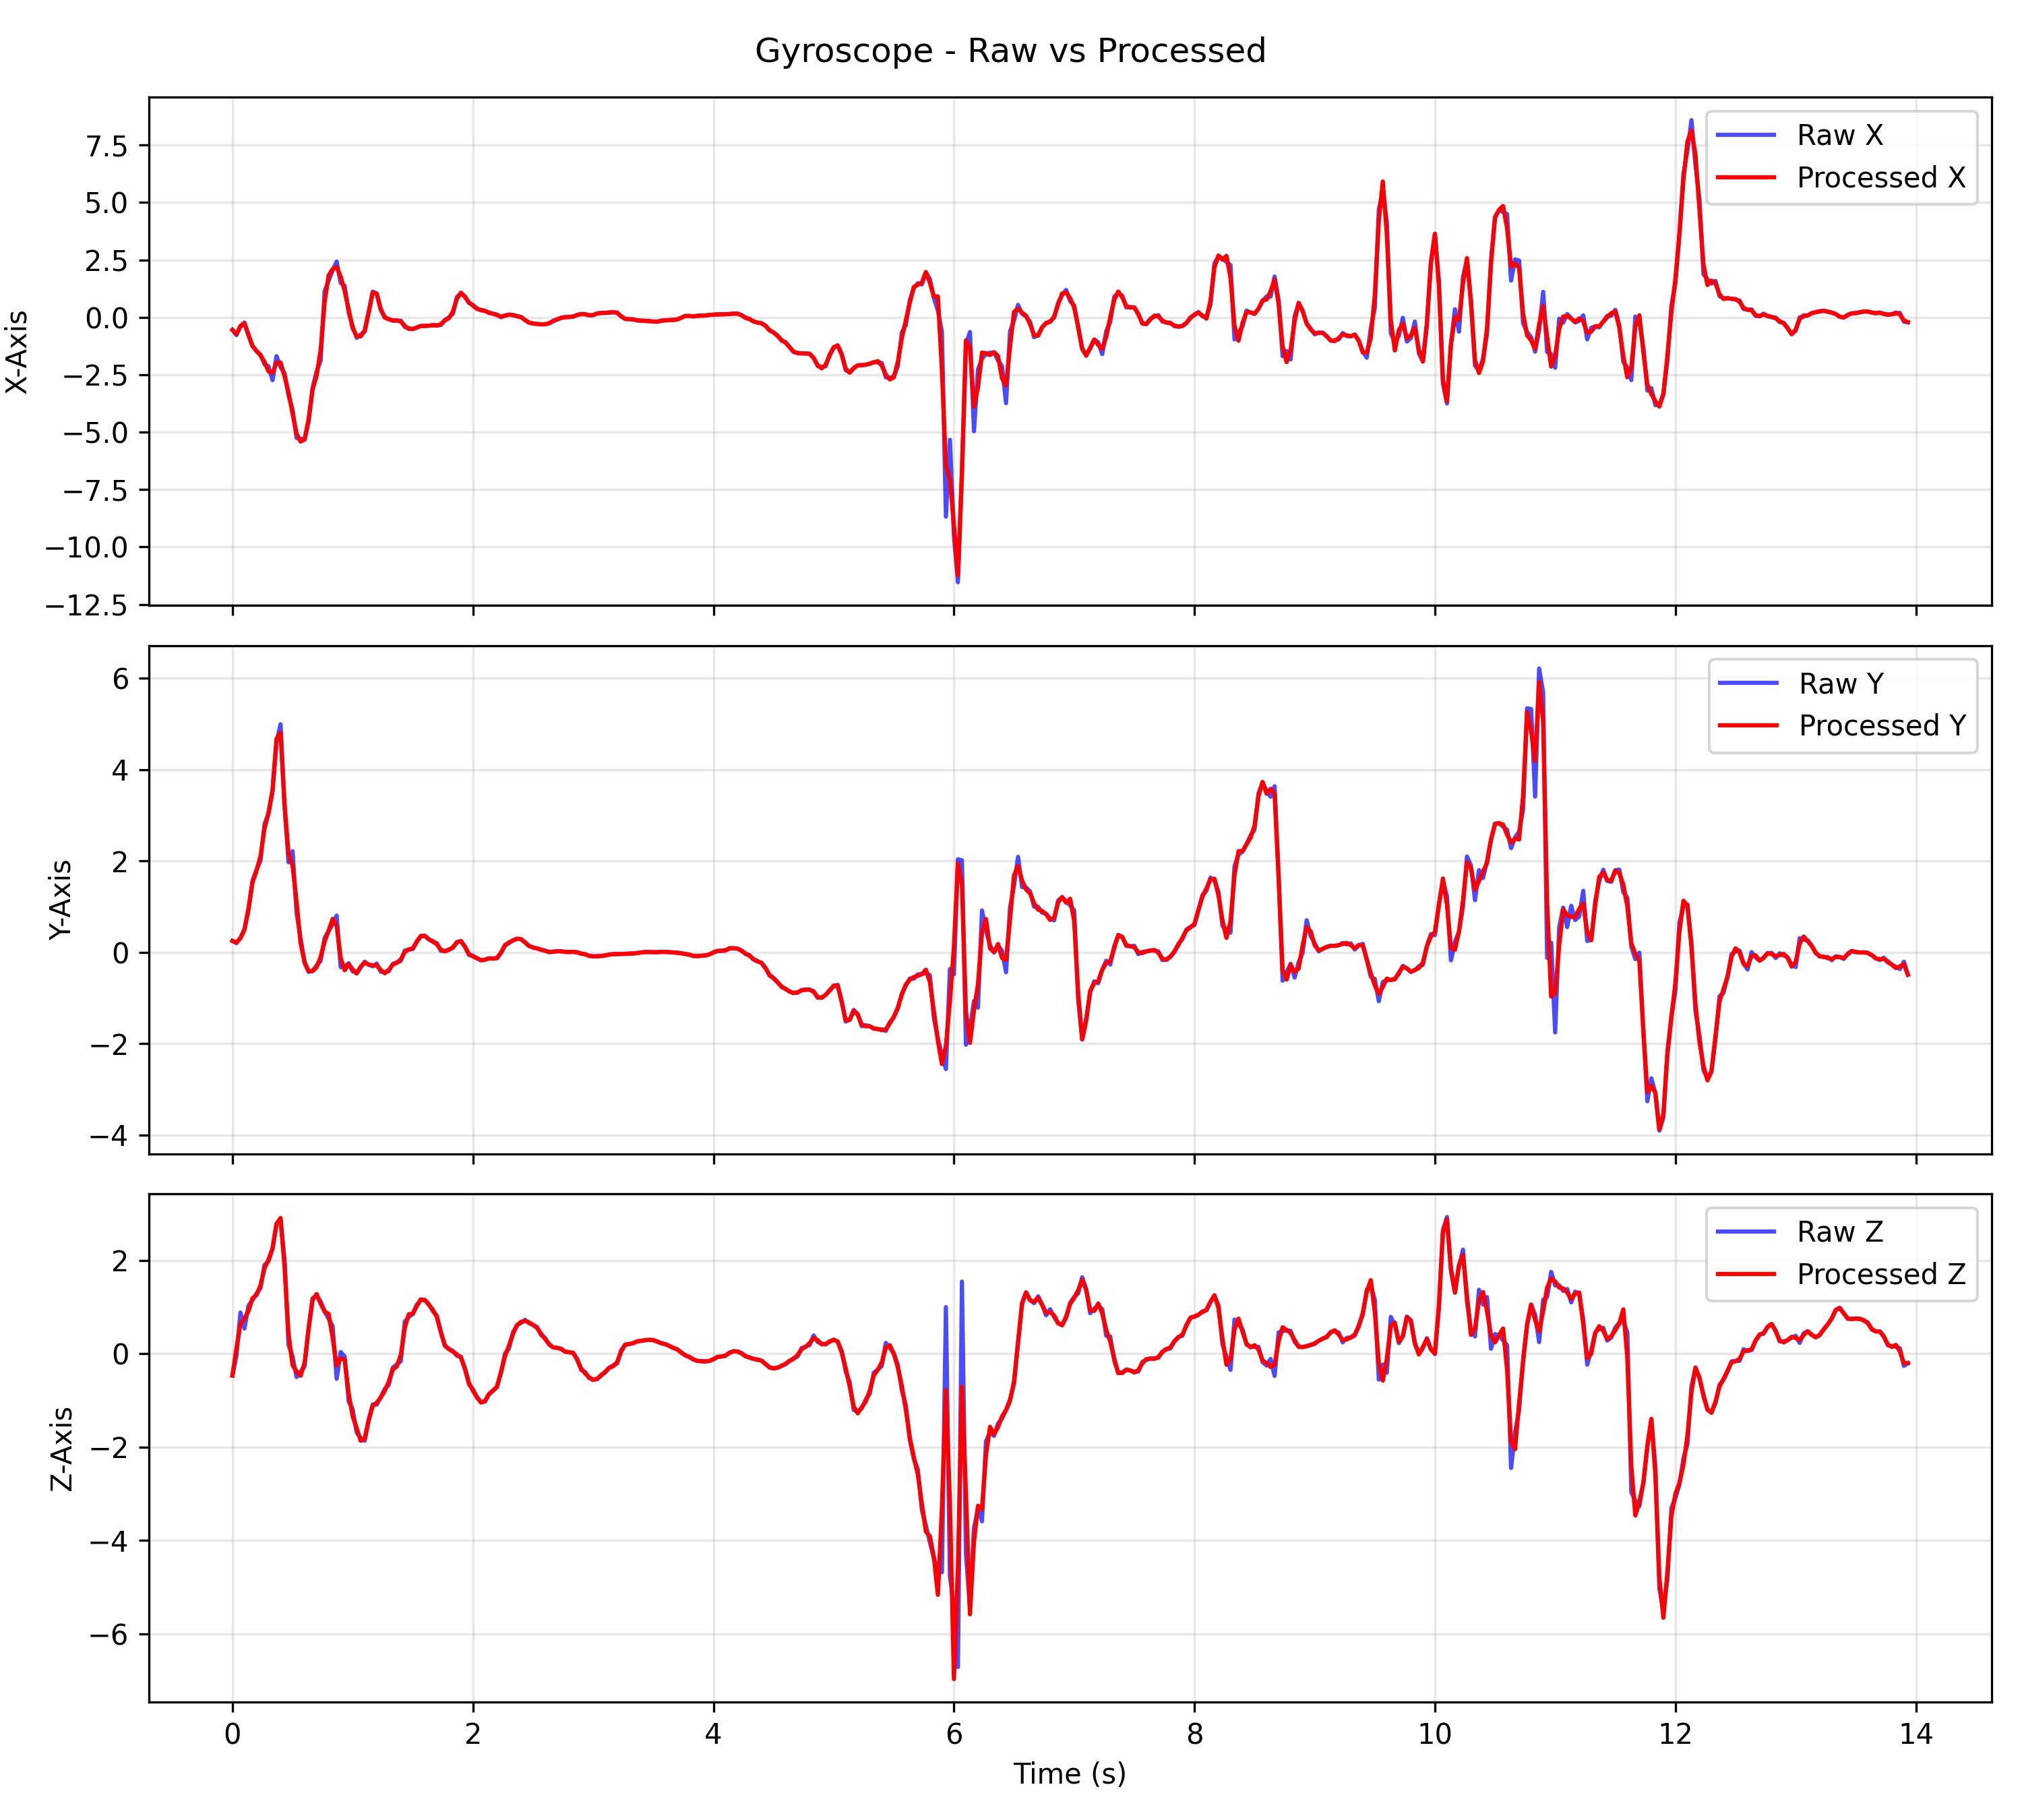 Gyroscope - Raw vs Processed
X-Axis
7.5
5.0
2.5
0.0
−2.5
−5.0
−7.5
−10.0
−12.5
Raw X
Processed X
Y-Axis
6
4
2
0
−2
−4
Raw Y
Processed Y
Z-Axis
2
0
−2
−4
−6
Raw Z
Processed Z
0 2 4 6 8 10 12 14
Time (s)